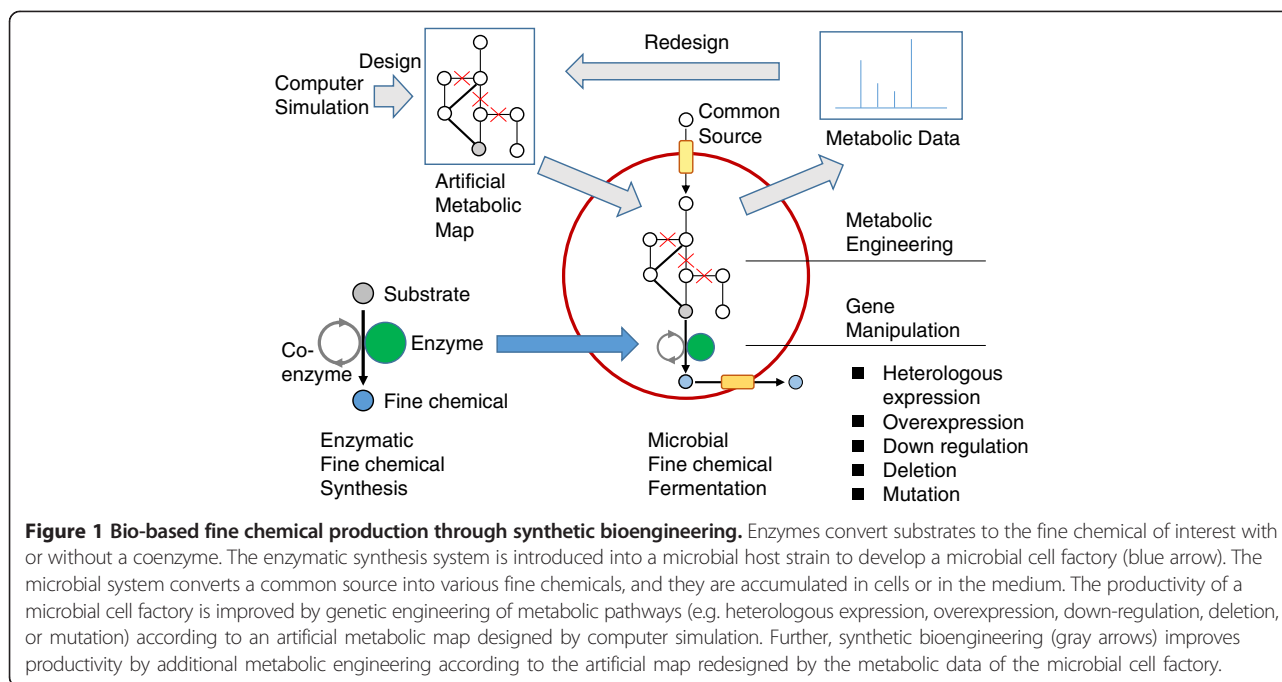 Redesign
Design
Computer
Simulation
Common
Source
Metabolic Data
Artificial
Metabolic
Map
Metabolic
Engineering
Substrate
Gene
Manipulation
Enzyme
Co-
enzyme
Fine chemical
Heterologous
expression
Overexpression
Down regulation
Deletion
Mutation
Enzymatic
Fine chemical
Synthesis
Microbial
Fine chemical
Fermentation
Figure 1 Bio-based fine chemical production through synthetic bioengineering. Enzymes convert substrates to the fine chemical of interest with
or without a coenzyme. The enzymatic synthesis system is introduced into a microbial host strain to develop a microbial cell factory (blue arrow). The
microbial system converts a common source into various fine chemicals, and they are accumulated in cells or in the medium. The productivity of a
microbial cell factory is improved by genetic engineering of metabolic pathways (e.g. heterologous expression, overexpression, down-regulation, deletion,
or mutation) according to an artificial metabolic map designed by computer simulation. Further, synthetic bioengineering (gray arrows) improves
productivity by additional metabolic engineering according to the artificial map redesigned by the metabolic data of the microbial cell factory.